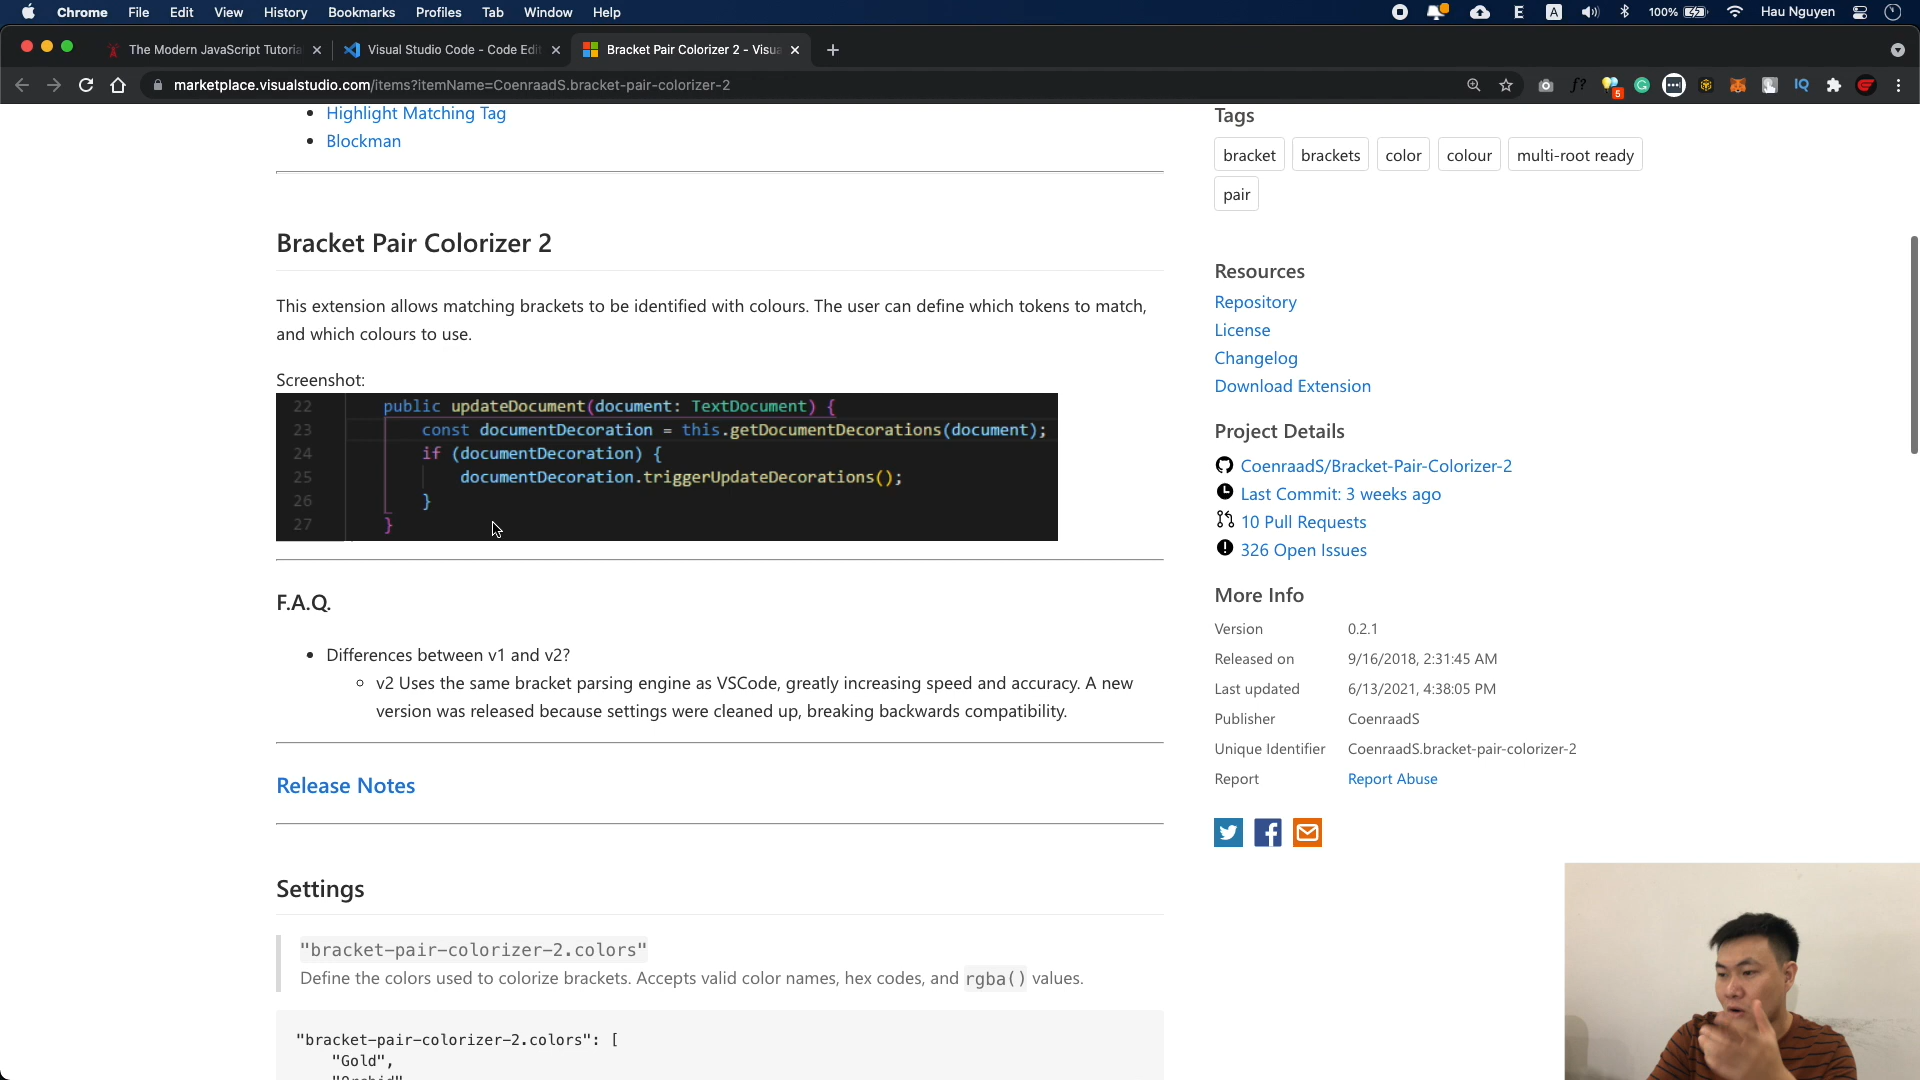 Chrome File Edit View History Bookmarks Profiles Tab Window Help E A 100% Hau Nguyen
The Modern JavaScript Tutoria Visual Studio Code - Code Edit Bracket Pair Colorizer 2 - Visua
marketplace.visualstudio.com/items?itemName=CoenraadS.bracket-pair-colorizer-2 f? 5 IQ
Highlight Matching Tag
Blockman
Bracket Pair Colorizer 2
This extension allows matching brackets to be identified with colours. The user can define which tokens to match,
and which colours to use.
Screenshot:
22 public updateDocument(document: TextDocument) {
23 const documentDecoration = this.getDocumentDecorations(document);
24 if (documentDecoration) {
25 documentDecoration.triggerUpdateDecorations();
26 }
27 }
F.A.Q.
Differences between v1 and v2?
v2 Uses the same bracket parsing engine as VSCode, greatly increasing speed and accuracy. A new
version was released because settings were cleaned up, breaking backwards compatibility.
Release Notes
Settings
"bracket-pair-colorizer-2.colors"
Define the colors used to colorize brackets. Accepts valid color names, hex codes, and rgba() values.
"bracket-pair-colorizer-2.colors": [
"Gold",
Tags
bracket brackets color colour multi-root ready
pair
Resources
Repository
License
Changelog
Download Extension
Project Details
CoenraadS/Bracket-Pair-Colorizer-2
Last Commit: 3 weeks ago
10 Pull Requests
326 Open Issues
More Info
Version 0.2.1
Released on 9/16/2018, 2:31:45 AM
Last updated 6/13/2021, 4:38:05 PM
Publisher CoenraadS
Unique Identifier CoenraadS.bracket-pair-colorizer-2
Report Report Abuse